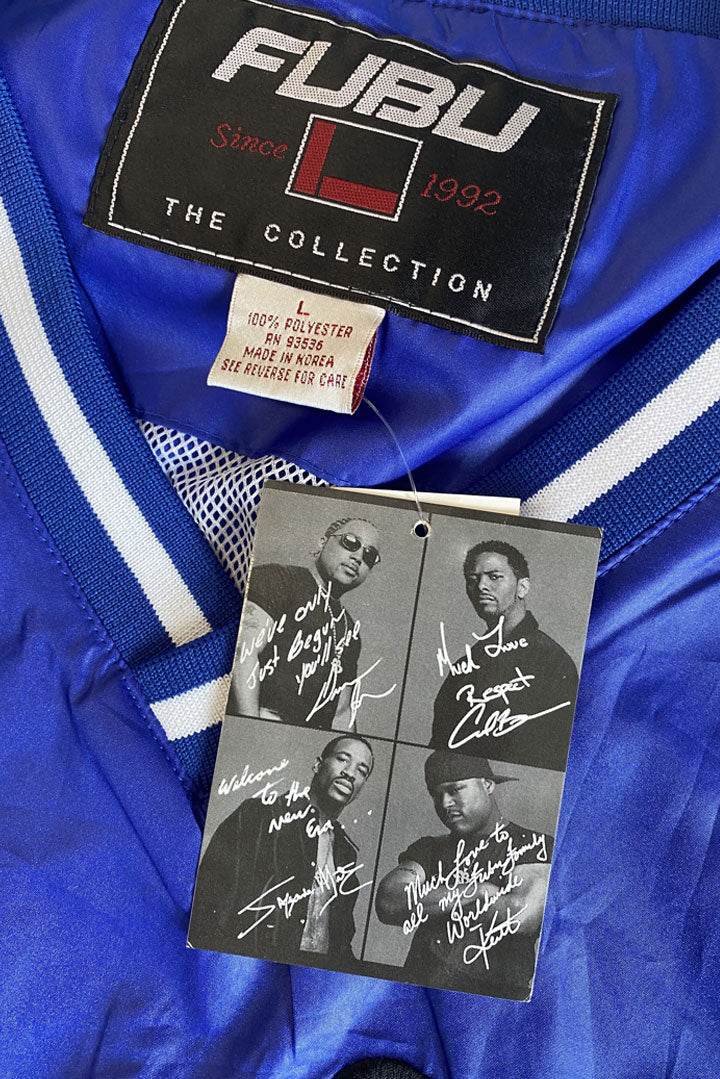 FUBU
Since 1992
THE COLLECTION
L
100% POLYESTER
RN 93536
MADE IN KOREA
SEE REVERSE FOR CARE
We've only
Just Begun
you'll see
Much Love
Respect
Welcome
To the
New
Era...
Much Love to
all my Fubu Family
Worldwide
Keith